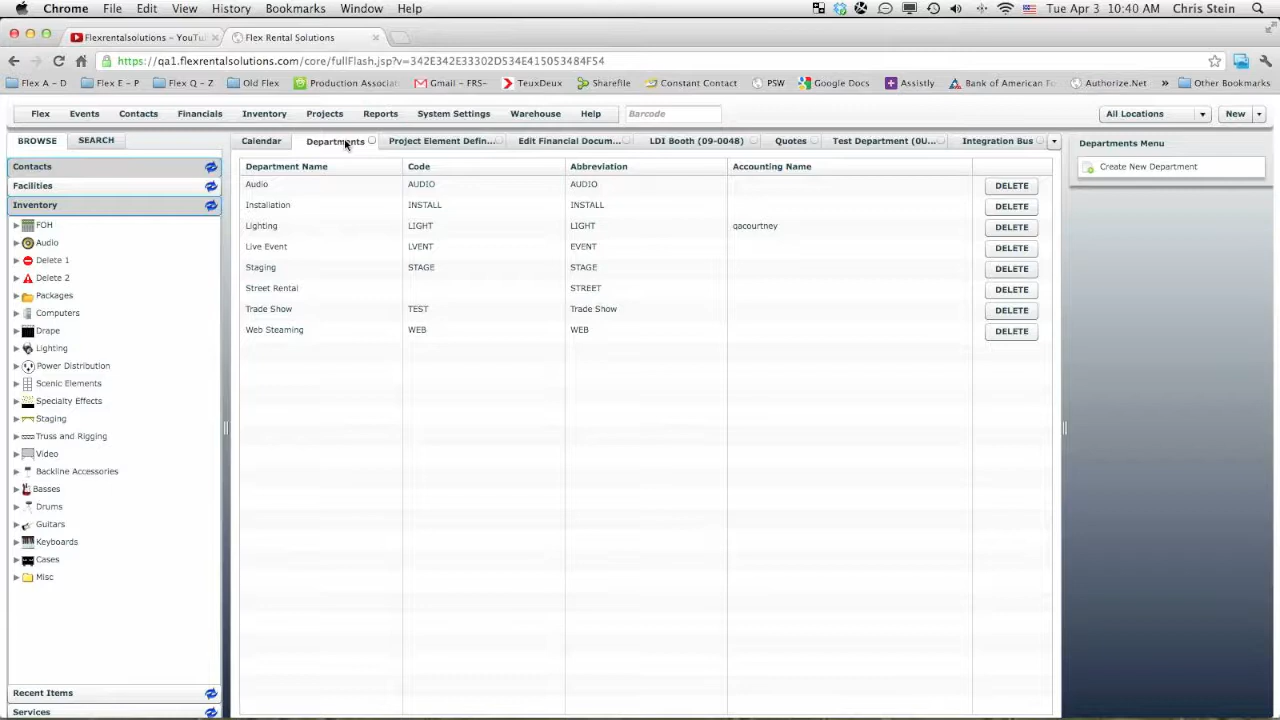 Chrome File Edit View History Bookmarks Window Help Tue Apr 3 10:40 AM Chris Stein
Flexrentalsolutions — YouTu
Flex Rental Solutions
https://qa1.flexrentalsolutions.com/core/fullFlash.jsp?v=342E342E33302D534E415053484F54
Flex A - D Flex E - P Flex Q - Z Old Flex Production Associat Gmail - FRS- TeuxDeux Sharefile Constant Contact PSW Google Docs Assistly Bank of American Fo Authorize.Net » Other Bookmarks
Flex Events Contacts Financials Inventory Projects Reports System Settings Warehouse Help Barcode All Locations New
BROWSE SEARCH
Calendar Departments Project Element Defin... Edit Financial Docum... LDI Booth (09-0048) Quotes Test Department (0U... Integration Bus
Departments Menu
Create New Department
Contacts
Facilities
Inventory
FOH
Audio
Delete 1
Delete 2
Packages
Computers
Drape
Lighting
Power Distribution
Scenic Elements
Specialty Effects
Staging
Truss and Rigging
Video
Backline Accessories
Basses
Drums
Guitars
Keyboards
Cases
Misc
Recent Items
Services
Department Name Code Abbreviation Accounting Name
Audio AUDIO AUDIO DELETE
Installation INSTALL INSTALL DELETE
Lighting LIGHT LIGHT qacourtney DELETE
Live Event LVENT EVENT DELETE
Staging STAGE STAGE DELETE
Street Rental STREET DELETE
Trade Show TEST Trade Show DELETE
Web Steaming WEB WEB DELETE